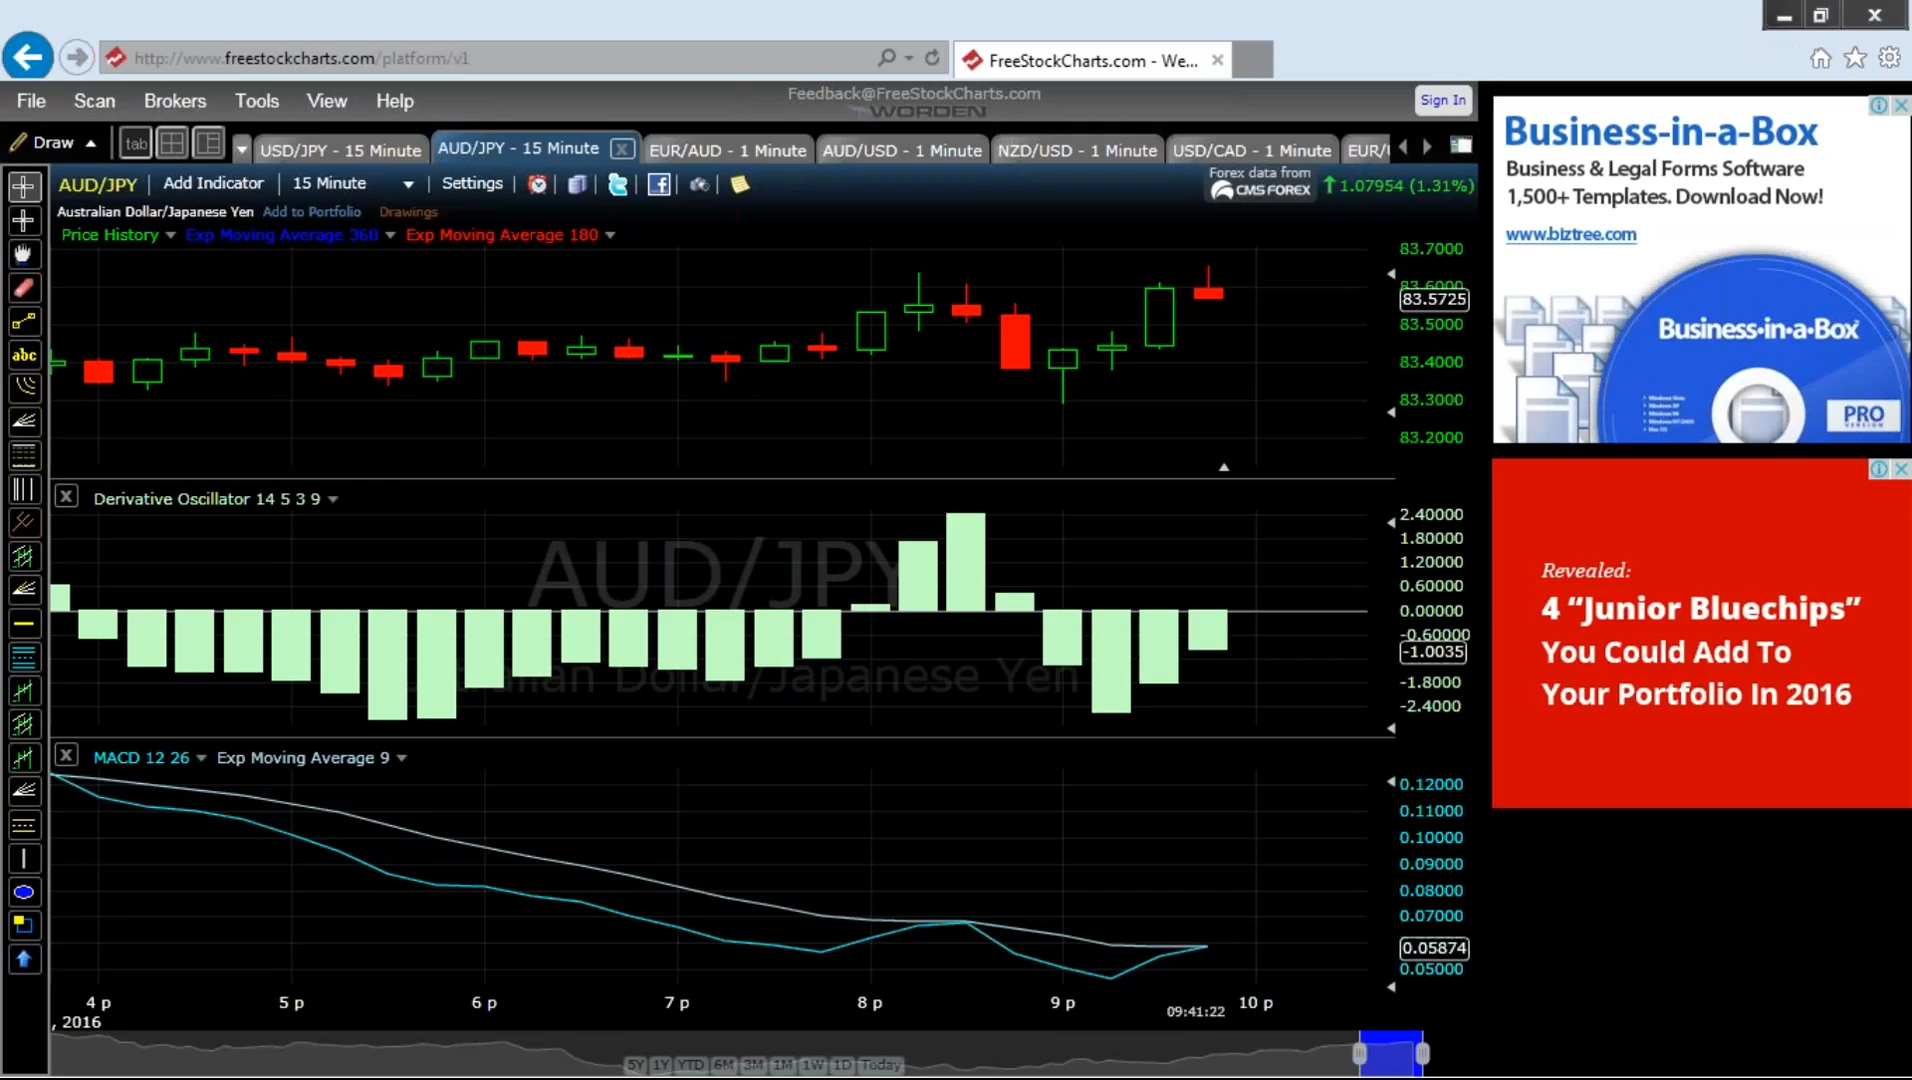 http://www.freestockcharts.com/platform/v1
FreeStockCharts.com - We...
File Scan Brokers Tools View Help
Feedback@FreeStockCharts.com
WORDEN
Sign In
Draw
tab
USD/JPY - 15 Minute
AUD/JPY - 15 Minute
EUR/AUD - 1 Minute
AUD/USD - 1 Minute
NZD/USD - 1 Minute
USD/CAD - 1 Minute
EUR/
AUD/JPY Add Indicator 15 Minute Settings
Forex data from
CMS FOREX
1.07954 (1.31%)
Australian Dollar/Japanese Yen Add to Portfolio Drawings
Price History Exp Moving Average 360 Exp Moving Average 180
abc
83.7000
83.6000
83.5725
83.5000
83.4000
83.3000
83.2000
Derivative Oscillator 14 5 3 9
AUD/JPY
Australian Dollar/Japanese Yen
2.40000
1.80000
1.20000
0.60000
0.00000
-0.60000
-1.0035
-1.8000
-2.4000
MACD 12 26 Exp Moving Average 9
0.12000
0.11000
0.10000
0.09000
0.08000
0.07000
0.05874
0.05000
4 p 5 p 6 p 7 p 8 p 9 p 10 p
09:41:22
, 2016
5Y 1Y YTD 6M 3M 1M 1W 1D Today
Business-in-a-Box
Business & Legal Forms Software
1,500+ Templates. Download Now!
www.biztree.com
Business-in-a-Box
PRO
VERSION
Revealed:
4 “Junior Bluechips”
You Could Add To
Your Portfolio In 2016